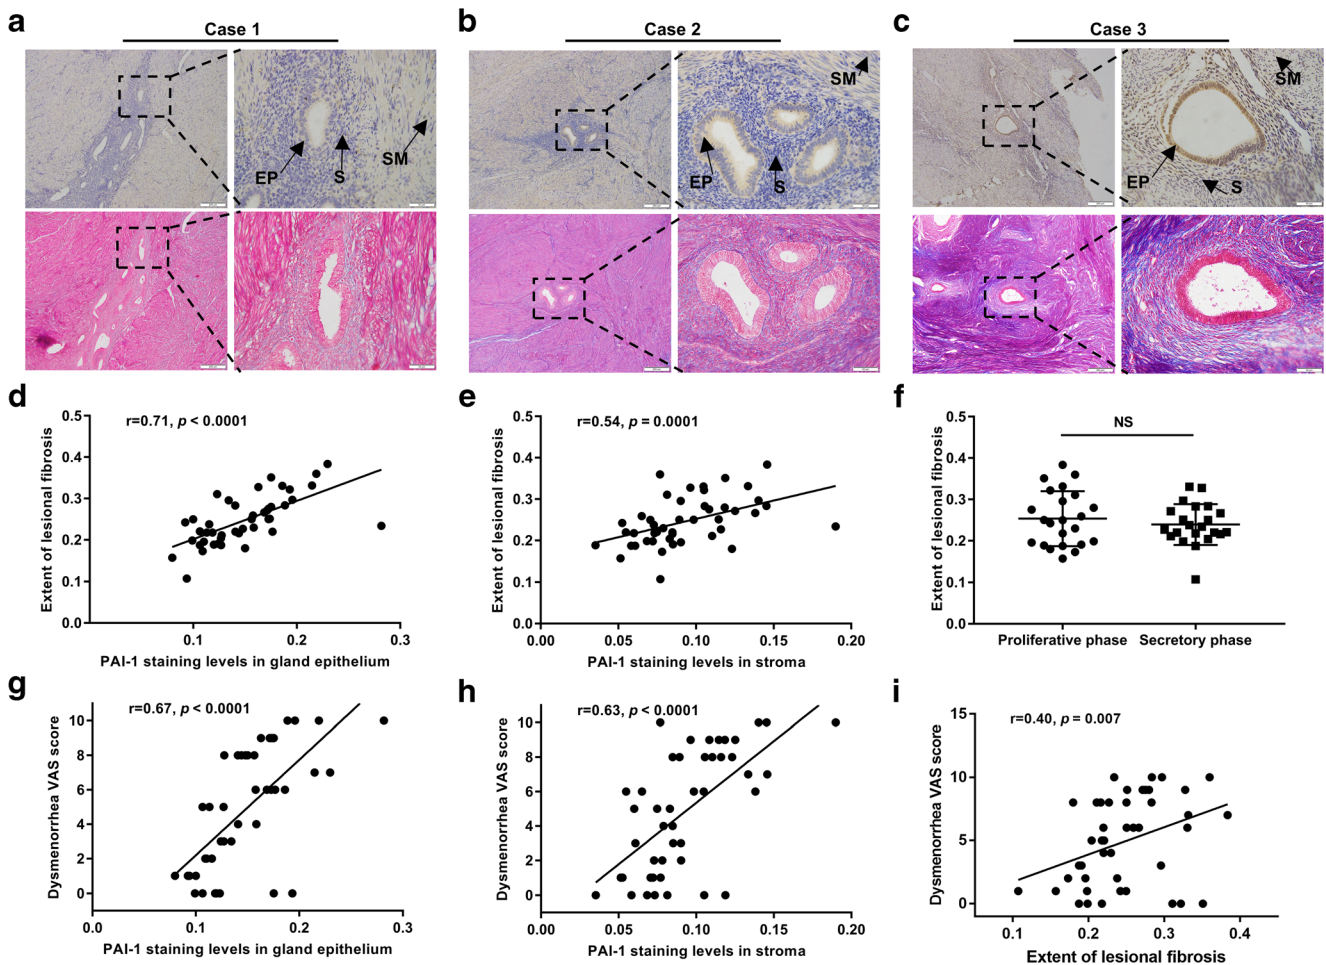 a
Case 1
EP
S
SM
b
Case 2
SM
EP
S
c
Case 3
SM
EP
S
d
r=0.71, p < 0.0001
Extent of lesional fibrosis
0.5
0.4
0.3
0.2
0.1
0.0
0.1
0.2
0.3
PAI-1 staining levels in gland epithelium
e
r=0.54, p = 0.0001
Extent of lesional fibrosis
0.5
0.4
0.3
0.2
0.1
0.0
0.00
0.05
0.10
0.15
0.20
PAI-1 staining levels in stroma
f
NS
Extent of lesional fibrosis
0.5
0.4
0.3
0.2
0.1
0.0
Proliferative phase
Secretory phase
g
r=0.67, p < 0.0001
Dysmenorrhea VAS score
10
8
6
4
2
0
0.0
0.1
0.2
0.3
PAI-1 staining levels in gland epithelium
h
r=0.63, p < 0.0001
Dysmenorrhea VAS score
10
8
6
4
2
0
0.00
0.05
0.10
0.15
0.20
PAI-1 staining levels in stroma
i
r=0.40, p = 0.007
Dysmenorrhea VAS score
15
10
5
0
0.1
0.2
0.3
0.4
Extent of lesional fibrosis